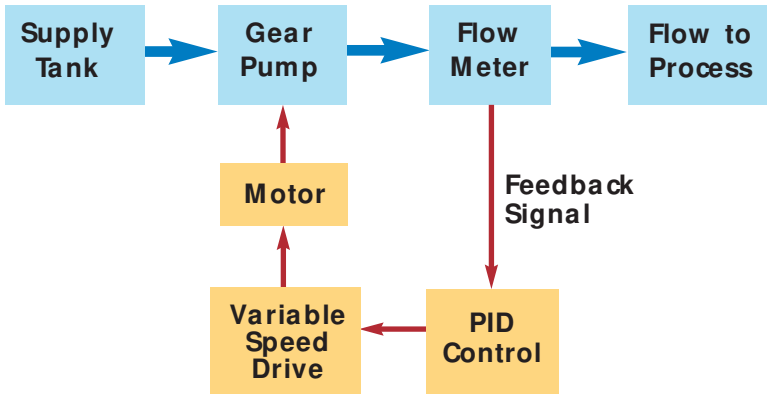 Supply
Tank
Gear
Pump
Flow
Meter
Flow to
Process
Motor
Feedback
Signal
Variable
Speed
Drive
PID
Control